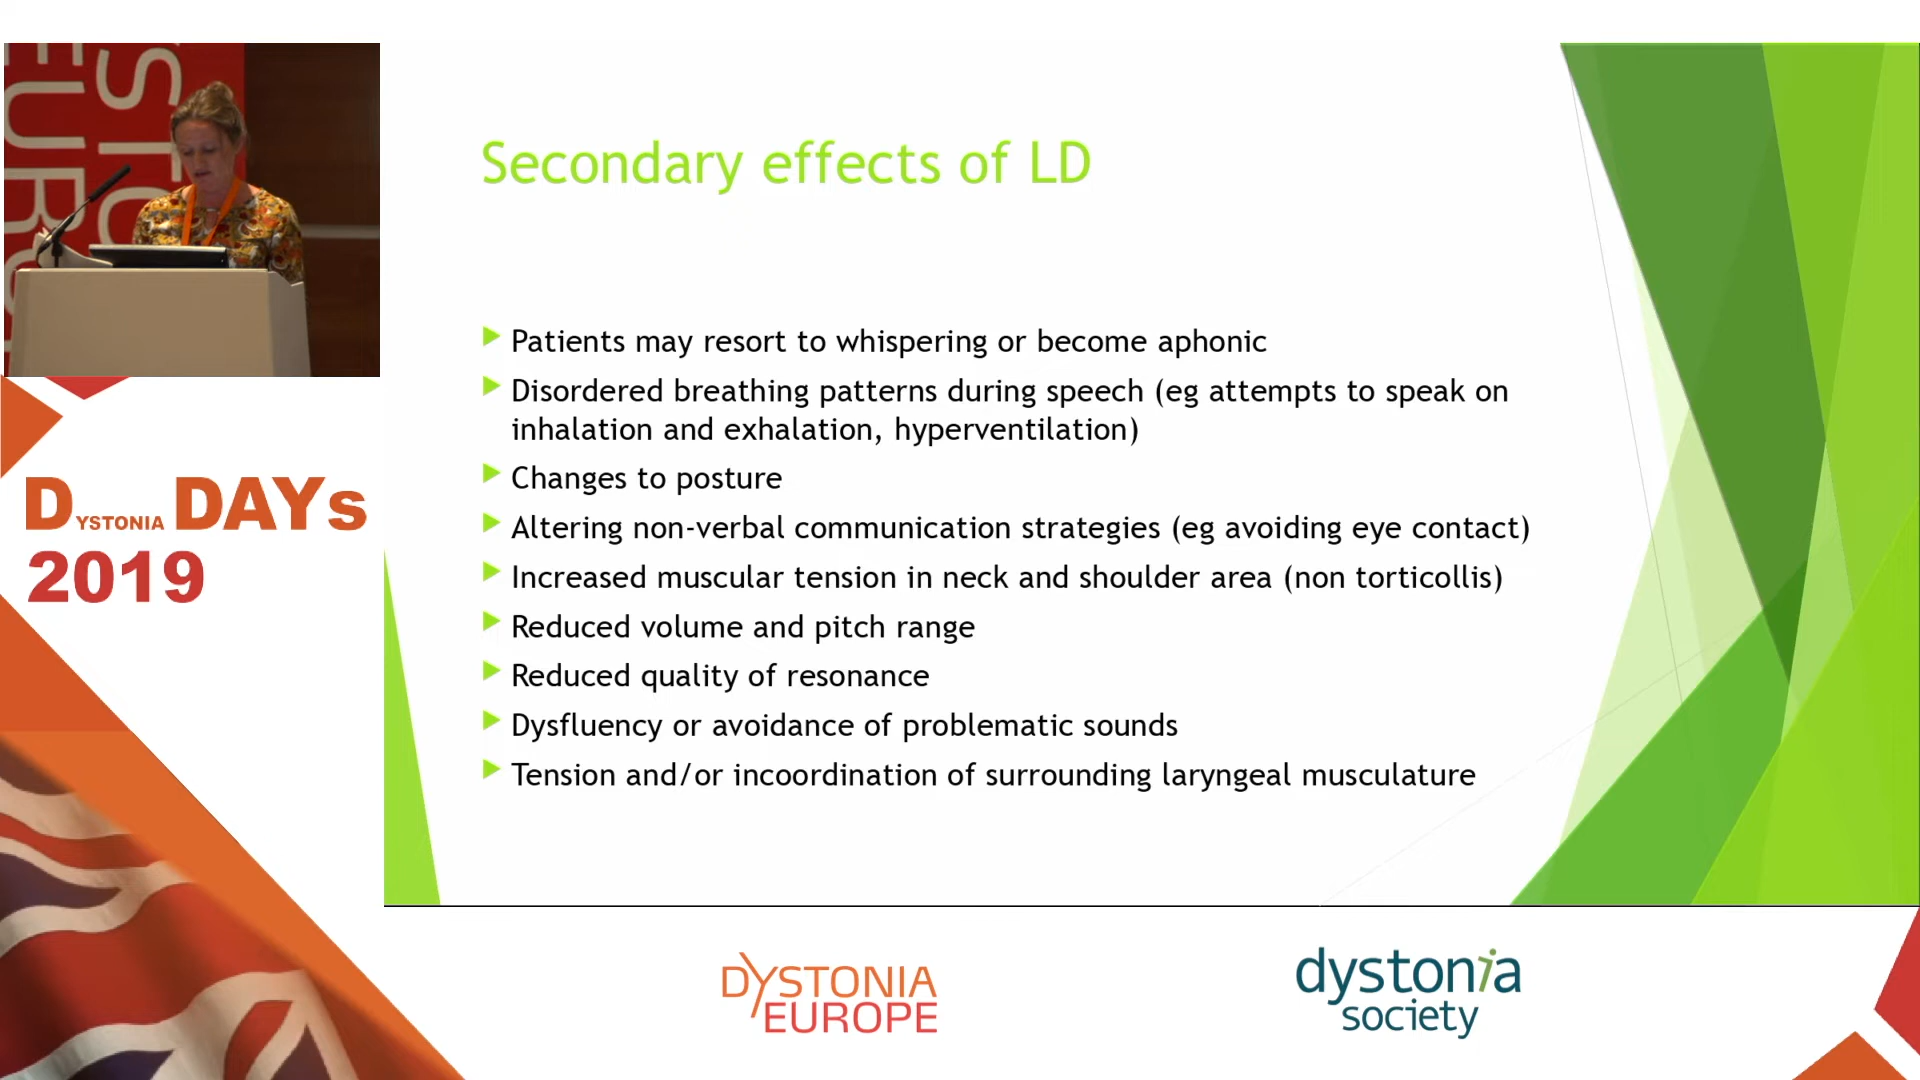 STO
EURO
Secondary effects of LD
Patients may resort to whispering or become aphonic
Disordered breathing patterns during speech (eg attempts to speak on
inhalation and exhalation, hyperventilation)
Changes to posture
Altering non-verbal communication strategies (eg avoiding eye contact)
Increased muscular tension in neck and shoulder area (non torticollis)
Reduced volume and pitch range
Reduced quality of resonance
Dysfluency or avoidance of problematic sounds
Tension and/or incoordination of surrounding laryngeal musculature
DYSTONIA DAYs
2019
DYSTONIA
EUROPE
dystonia
society